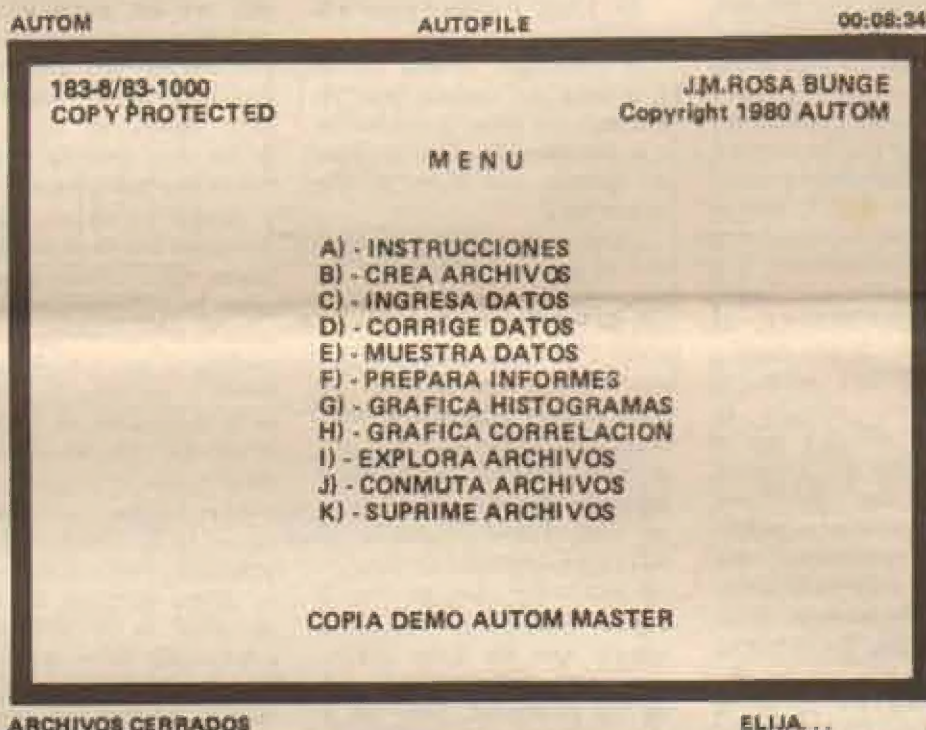 AUTOM AUTOFILE 00:08:34
183-8/83-1000 J.M.ROSA BUNGE
COPY PROTECTED Copyright 1980 AUTOM
MENU
A) - INSTRUCCIONES
B) - CREA ARCHIVOS
C) - INGRESA DATOS
D) - CORRIGE DATOS
E) - MUESTRA DATOS
F) - PREPARA INFORMES
G) - GRAFICA HISTOGRAMAS
H) - GRAFICA CORRELACION
I) - EXPLORA ARCHIVOS
J) - CONMUTA ARCHIVOS
K) - SUPRIME ARCHIVOS
COPIA DEMO AUTOM MASTER
ARCHIVOS CERRADOS ELIJA...